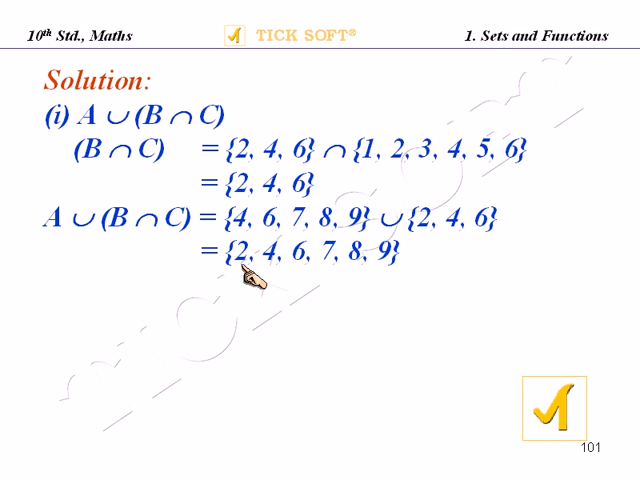 10th Std., Maths TICK SOFT® 1. Sets and Functions
Solution:
(i) A ∪ (B ∩ C)
(B ∩ C) = {2, 4, 6} ∩ {1, 2, 3, 4, 5, 6}
= {2, 4, 6}
A ∪ (B ∩ C) = {4, 6, 7, 8, 9} ∪ {2, 4, 6}
= {2, 4, 6, 7, 8, 9}
101